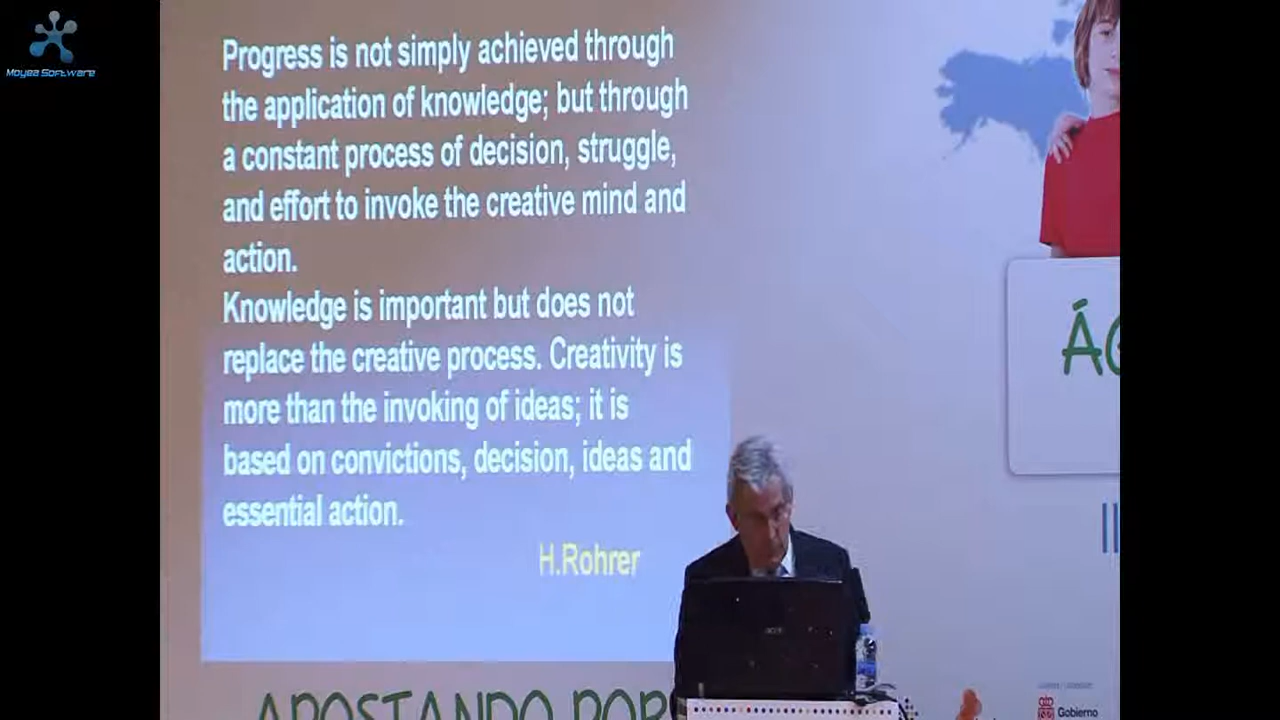 Moyea Software
Progress is not simply achieved through
the application of knowledge; but through
a constant process of decision, struggle,
and effort to invoke the creative mind and
action.
Knowledge is important but does not
replace the creative process. Creativity is
more than the invoking of ideas; it is
based on convictions, decision, ideas and
essential action.
H.Rohrer
acer
APOSTANDO POR
Gobierno